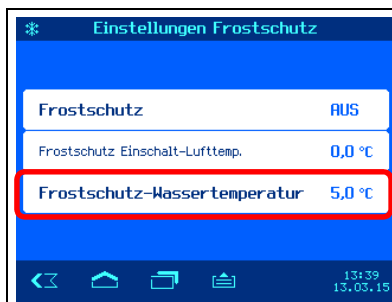 Einstellungen Frostschutz
Frostschutz AUS
Frostschutz Einschalt-Lufttemp. 0,0 °C
Frostschutz-Wassertemperatur 5,0 °C
13:39
13.03.15